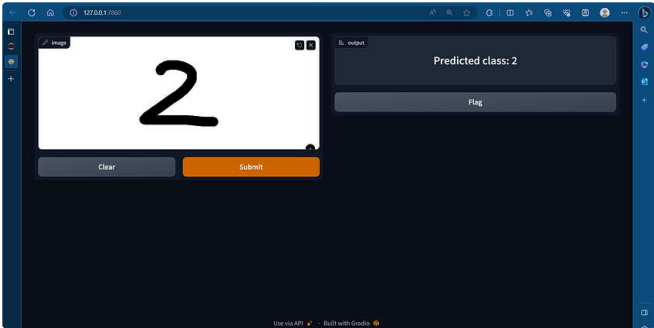 127.0.0.1:7860
image
output
2
Predicted class: 2
Flag
Clear
Submit
Use via API · Built with Gradio